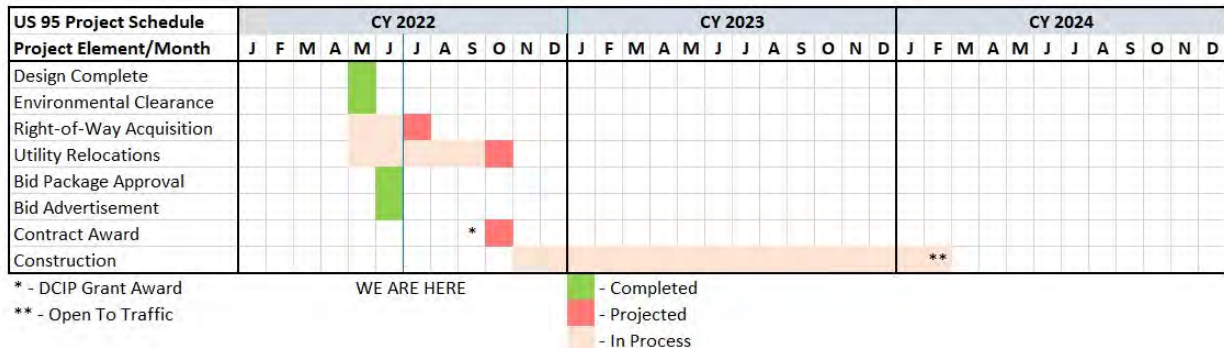 US 95 Project Schedule CY 2022 CY 2023 CY 2024
Project Element/Month J F M A M J J A S O N D J F M A M J J A S O N D J F M A M J J A S O N D
Design Complete
Environmental Clearance
Right-of-Way Acquisition
Utility Relocations
Bid Package Approval
Bid Advertisement
Contract Award *
Construction **
* - DCIP Grant Award WE ARE HERE - Completed
** - Open To Traffic - Projected
- In Process